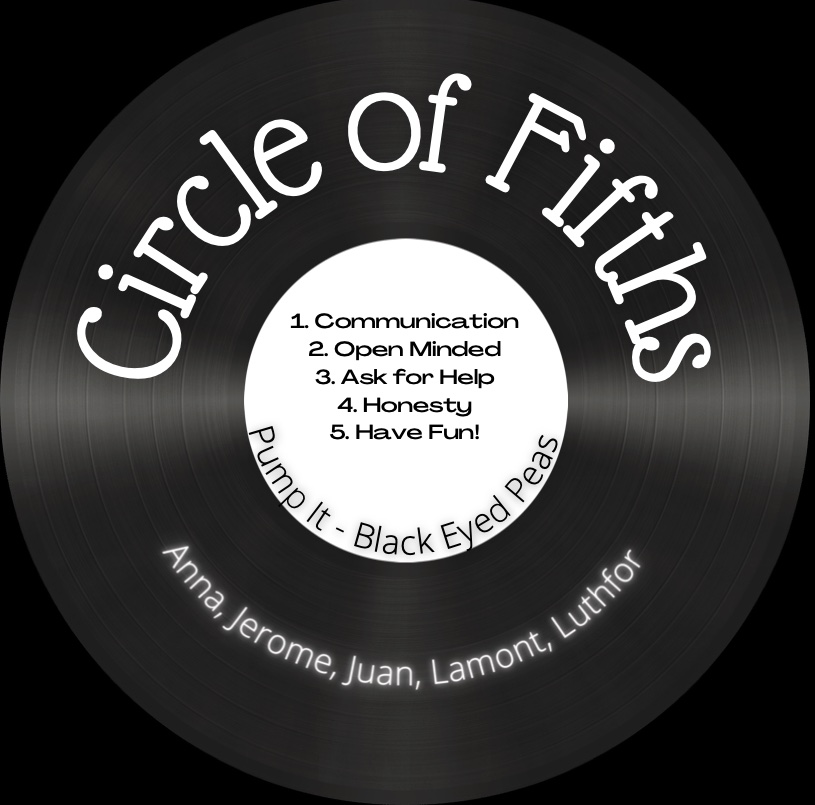 Circle of Fifths
1. Communication
2. Open Minded
3. Ask for Help
4. Honesty
5. Have Fun!
Pump It - Black Eyed Peas
Anna, Jerome, Juan, Lamont, Luthfor